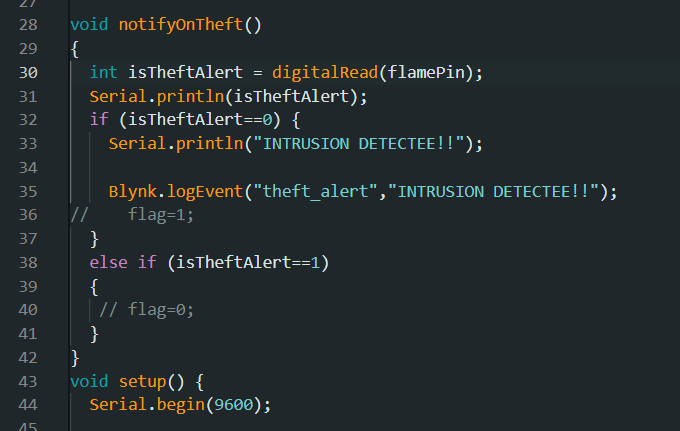 27
28 void notifyOnTheft()
29 {
30 int isTheftAlert = digitalRead(flamePin);
31 Serial.println(isTheftAlert);
32 if (isTheftAlert==0) {
33 Serial.println("INTRUSION DETECTEE!!");
34
35 Blynk.logEvent("theft_alert","INTRUSION DETECTEE!!");
36 // flag=1;
37 }
38 else if (isTheftAlert==1)
39 {
40 // flag=0;
41 }
42 }
43 void setup() {
44 Serial.begin(9600);
45